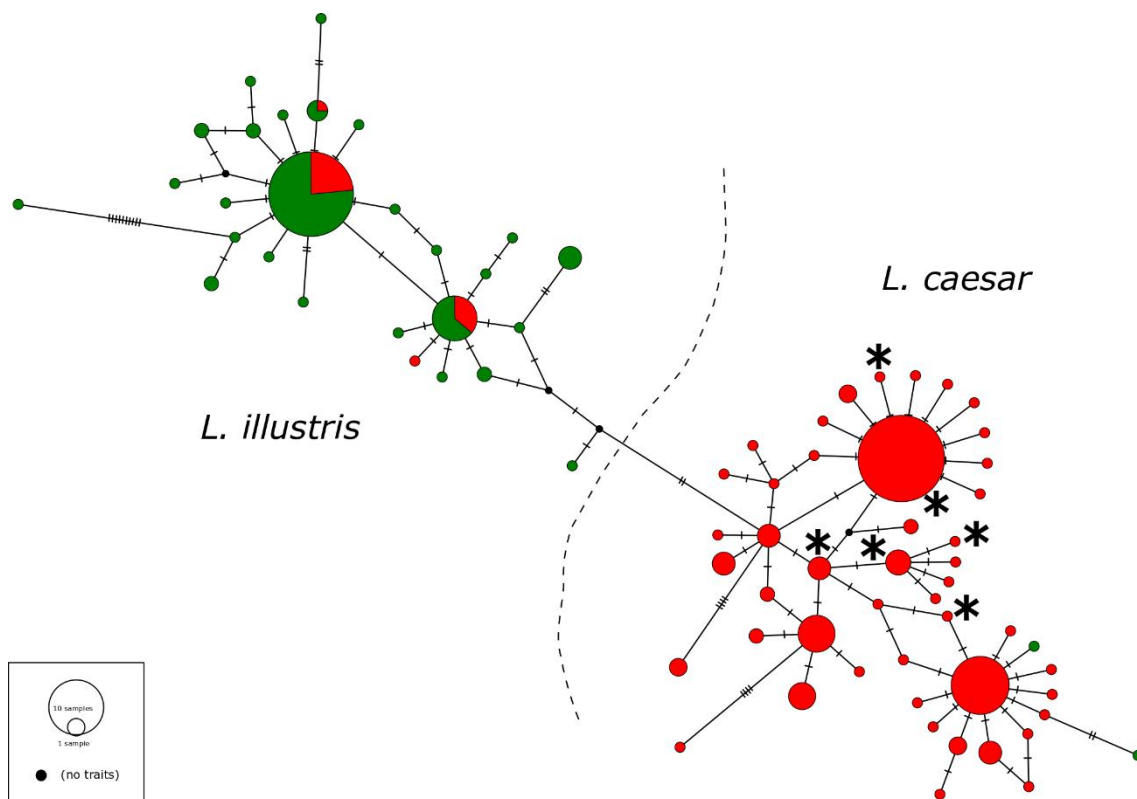 L. caesar
L. illustris
10 samples
1 sample
(no traits)